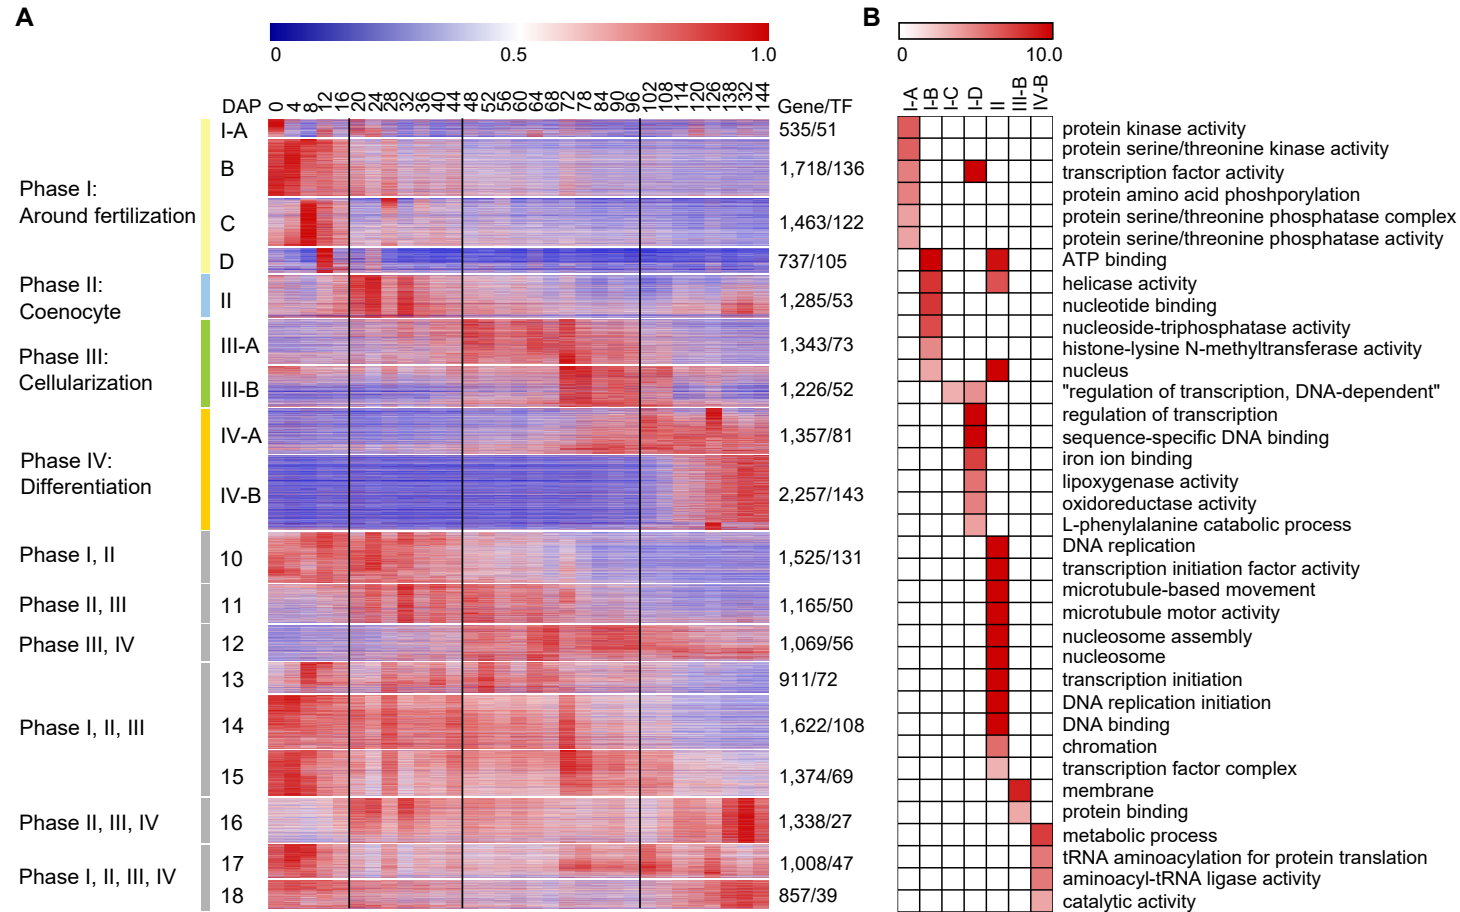 A
0 0.5 1.0
DAP 0 4 8 12 16 20 24 28 32 36 40 44 48 52 56 60 64 68 72 78 84 90 96 102 108 114 120 126 138 132 144 Gene/TF
Phase I:
Around fertilization
I-A 535/51
B 1,718/136
C 1,463/122
D 737/105
Phase II:
Coenocyte
II 1,285/53
Phase III:
Cellularization
III-A 1,343/73
III-B 1,226/52
Phase IV:
Differentiation
IV-A 1,357/81
IV-B 2,257/143
Phase I, II 10 1,525/131
Phase II, III 11 1,165/50
Phase III, IV 12 1,069/56
13 911/72
Phase I, II, III 14 1,622/108
15 1,374/69
Phase II, III, IV 16 1,338/27
Phase I, II, III, IV 17 1,008/47
18 857/39
B
0 10.0
I-A I-B I-C I-D II III-B IV-B
protein kinase activity
protein serine/threonine kinase activity
transcription factor activity
protein amino acid phoshporylation
protein serine/threonine phosphatase complex
protein serine/threonine phosphatase activity
ATP binding
helicase activity
nucleotide binding
nucleoside-triphosphatase activity
histone-lysine N-methyltransferase activity
nucleus
"regulation of transcription, DNA-dependent"
regulation of transcription
sequence-specific DNA binding
iron ion binding
lipoxygenase activity
oxidoreductase activity
L-phenylalanine catabolic process
DNA replication
transcription initiation factor activity
microtubule-based movement
microtubule motor activity
nucleosome assembly
nucleosome
transcription initiation
DNA replication initiation
DNA binding
chromation
transcription factor complex
membrane
protein binding
metabolic process
tRNA aminoacylation for protein translation
aminoacyl-tRNA ligase activity
catalytic activity